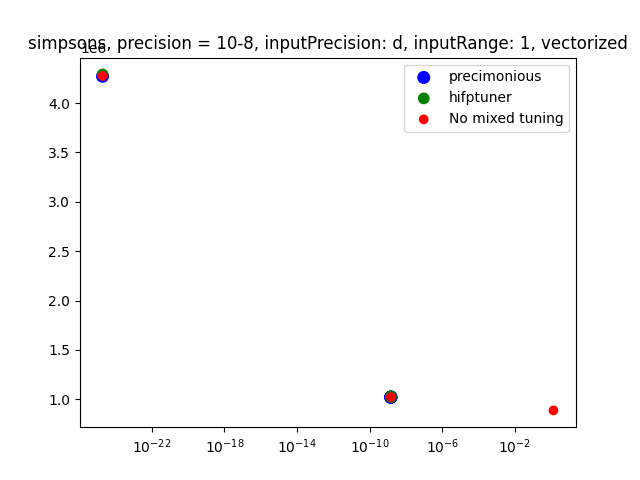 simpsons, precision = 10-8, inputPrecision: d, inputRange: 1, vectorized
1e6
precimonious
hifptuner
No mixed tuning
4.0
3.5
3.0
2.5
2.0
1.5
1.0
10⁻²² 10⁻¹⁸ 10⁻¹⁴ 10⁻¹⁰ 10⁻⁶ 10⁻²